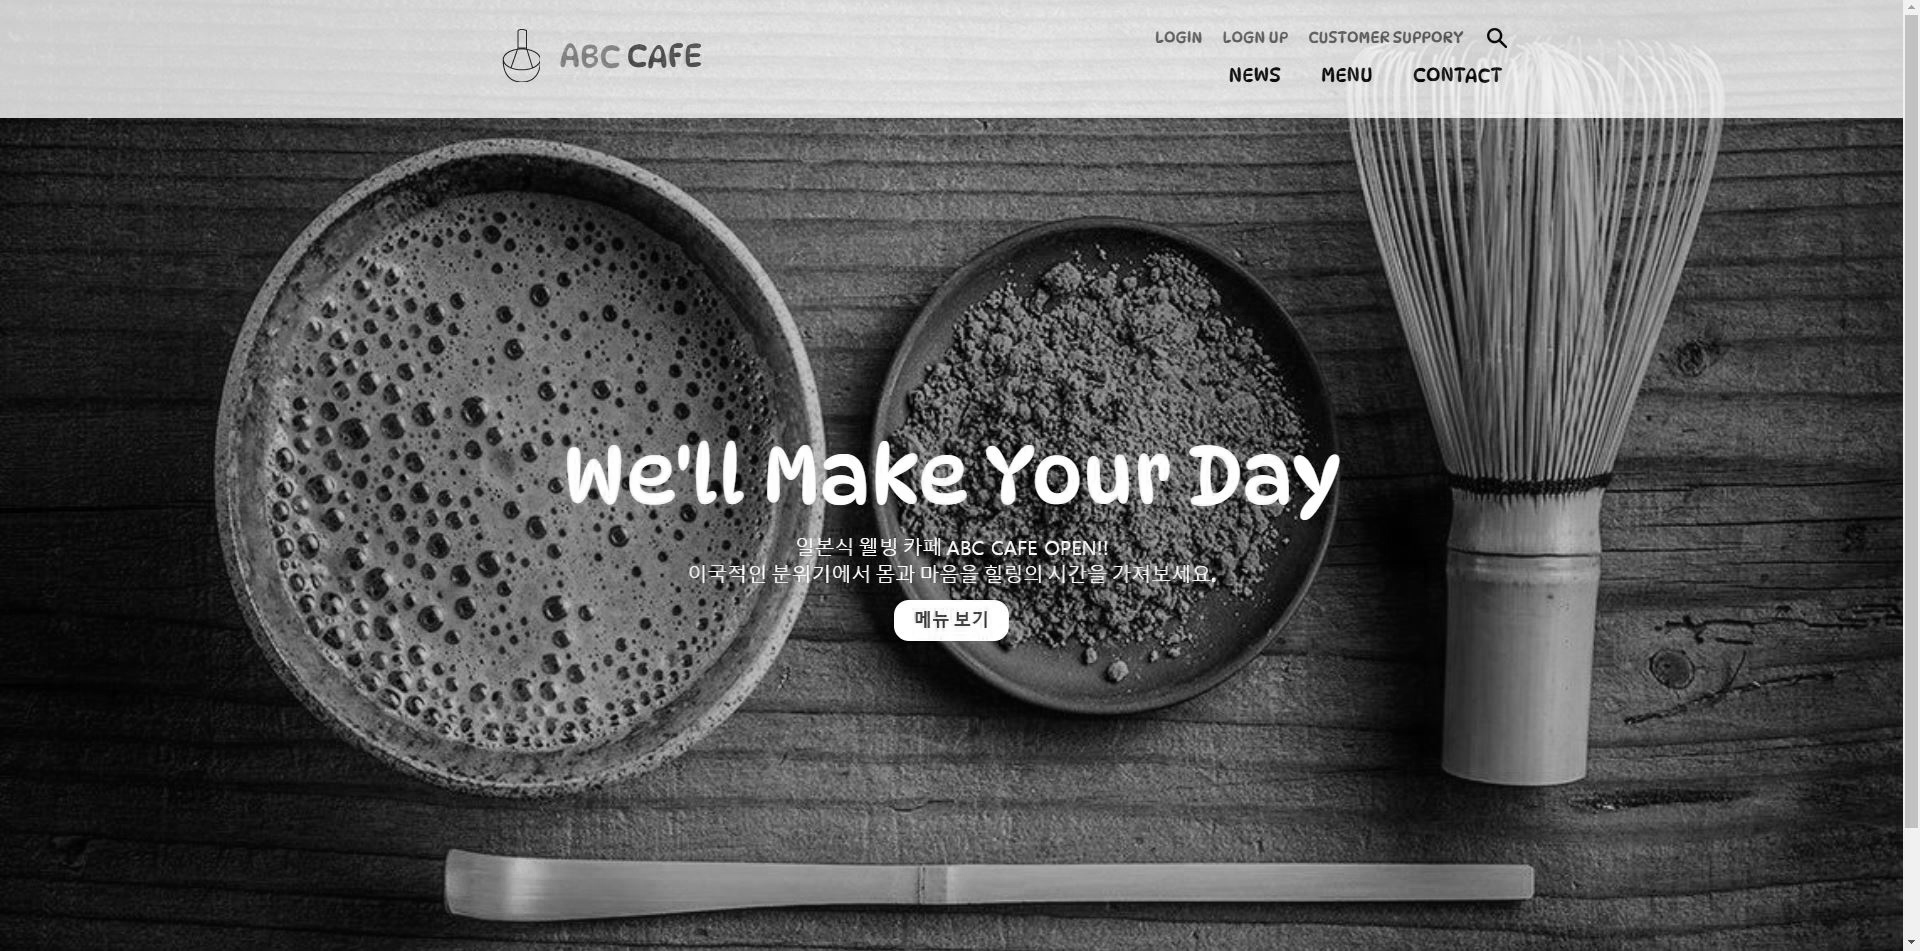 ABC CAFE
LOGIN LOGN UP CUSTOMER SUPPORY
NEWS MENU CONTACT
We'll Make Your Day
일본식 웰빙 카페 ABC CAFE OPEN!!
이국적인 분위기에서 몸과 마음을 힐링의 시간을 가져보세요.
메뉴 보기